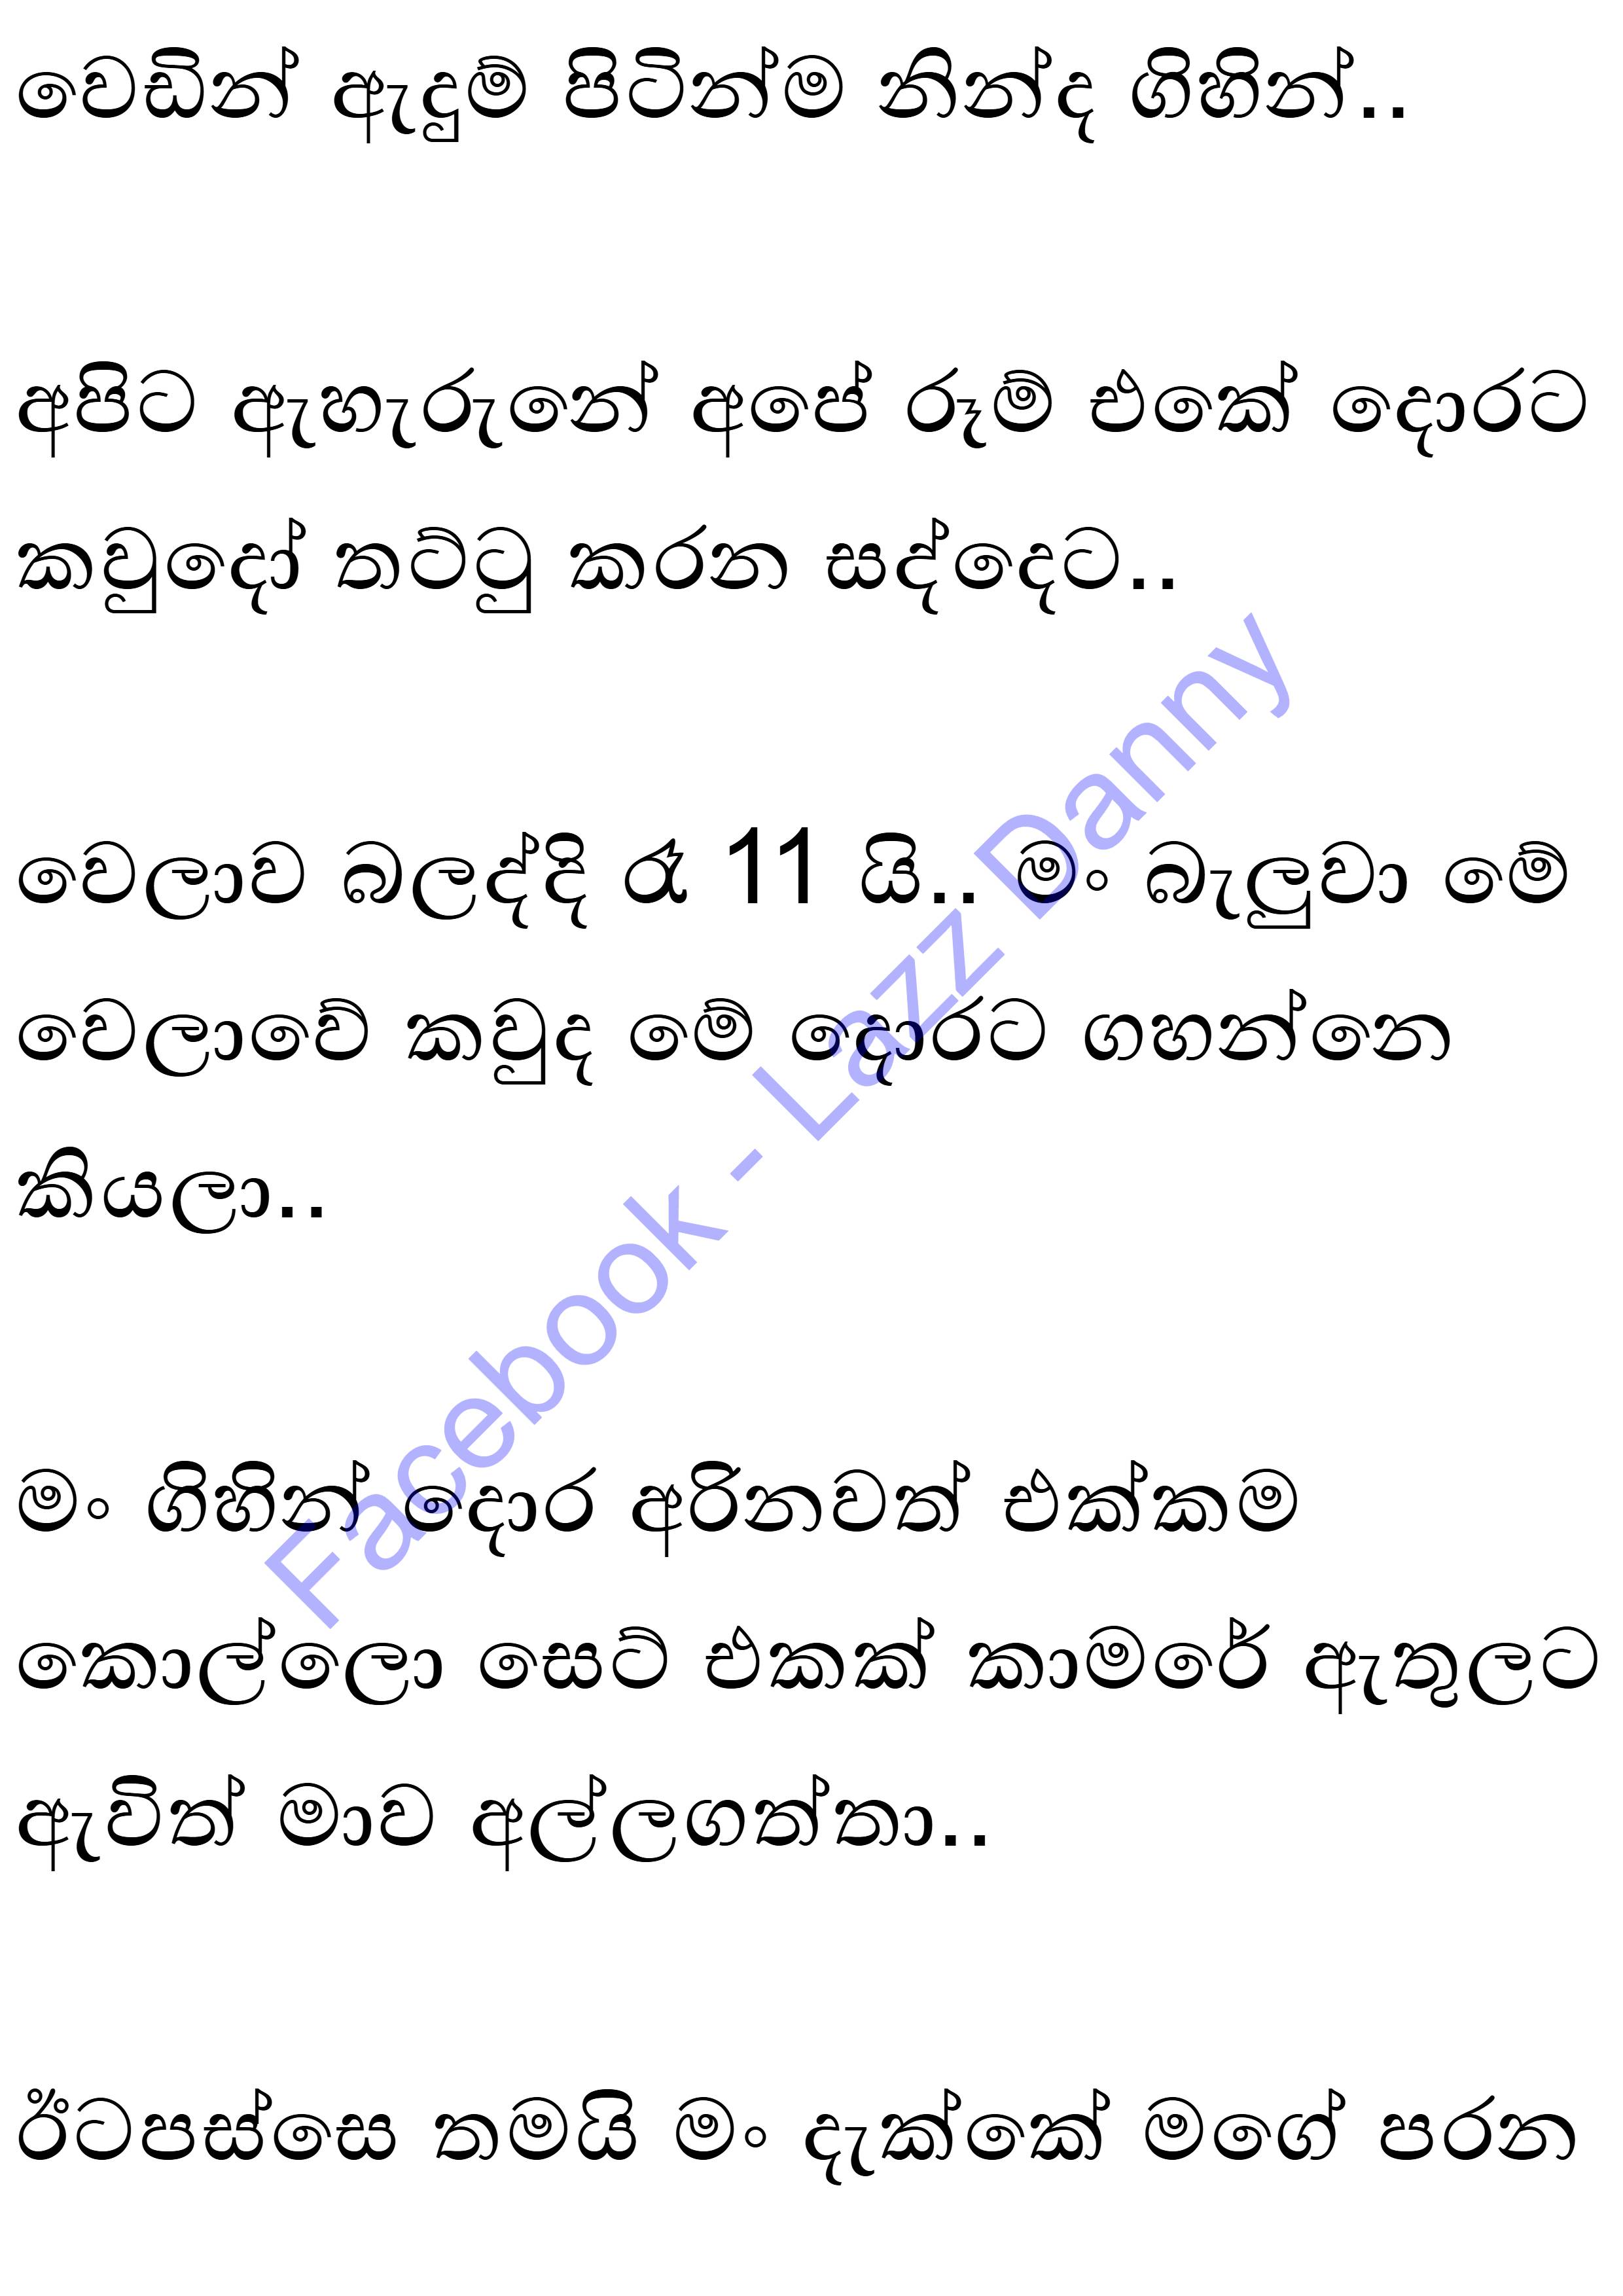 වෙඩින් ඇඳුම් පිටින්ම නින්ද ගිහින්..
අපිට ඇහැරුනේ අපේ රූම් එකේ දොරට
කවුදෝ තට්ටු කරන සද්දෙට..
වෙලාව බලද්දි රෑ 11 යි.. මං බැලුවා මේ
වෙලාවේ කවුද මේ දොරට ගහන්නෙ
කියලා..
මං ගිහින් දොර අරිනවත් එක්කම
කොල්ලො සෙට් එකක් කාමරේ ඇතුලට
ඇවිත් මාව අල්ලගත්තා..
ඊටපස්සෙ තමයි මං දැක්කේ මගේ පරන
Facebook - Lazz Danny